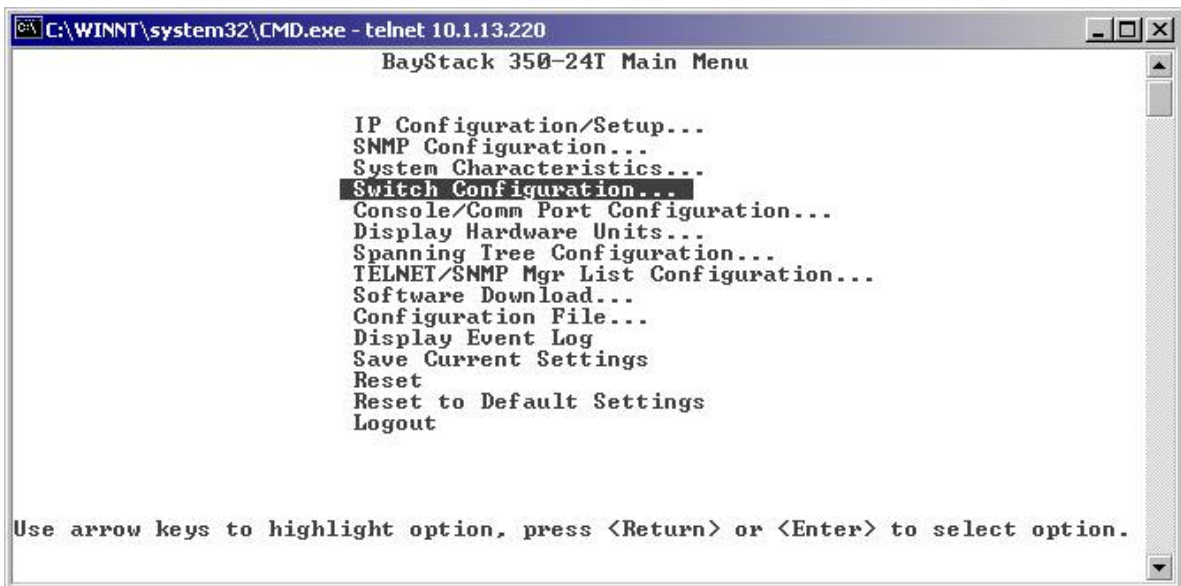 C:\WINNT\system32\CMD.exe - telnet 10.1.13.220
BayStack 350-24T Main Menu
IP Configuration/Setup...
SNMP Configuration...
System Characteristics...
Switch Configuration...
Console/Comm Port Configuration...
Display Hardware Units...
Spanning Tree Configuration...
TELNET/SNMP Mgr List Configuration...
Software Download...
Configuration File...
Display Event Log
Save Current Settings
Reset
Reset to Default Settings
Logout
Use arrow keys to highlight option, press <Return> or <Enter> to select option.